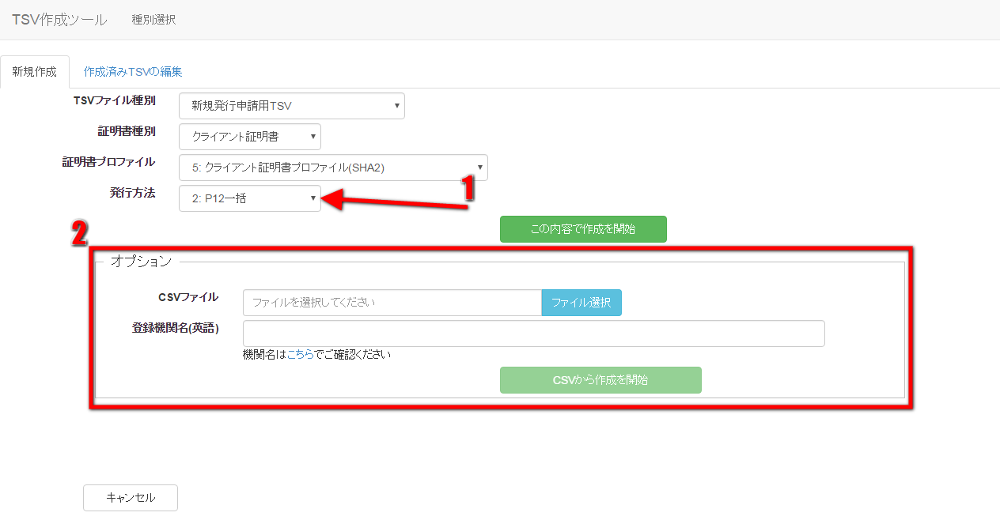 TSV作成ツール 種別選択
新規作成 作成済みTSVの編集
TSVファイル種別 新規発行申請用TSV
証明書種別 クライアント証明書
証明書プロファイル 5: クライアント証明書プロファイル(SHA2)
発行方法 2: P12一括
1
この内容で作成を開始
2
オプション
CSVファイル ファイルを選択してください ファイル選択
登録機関名(英語)
機関名はこちらでご確認ください
CSVから作成を開始
キャンセル